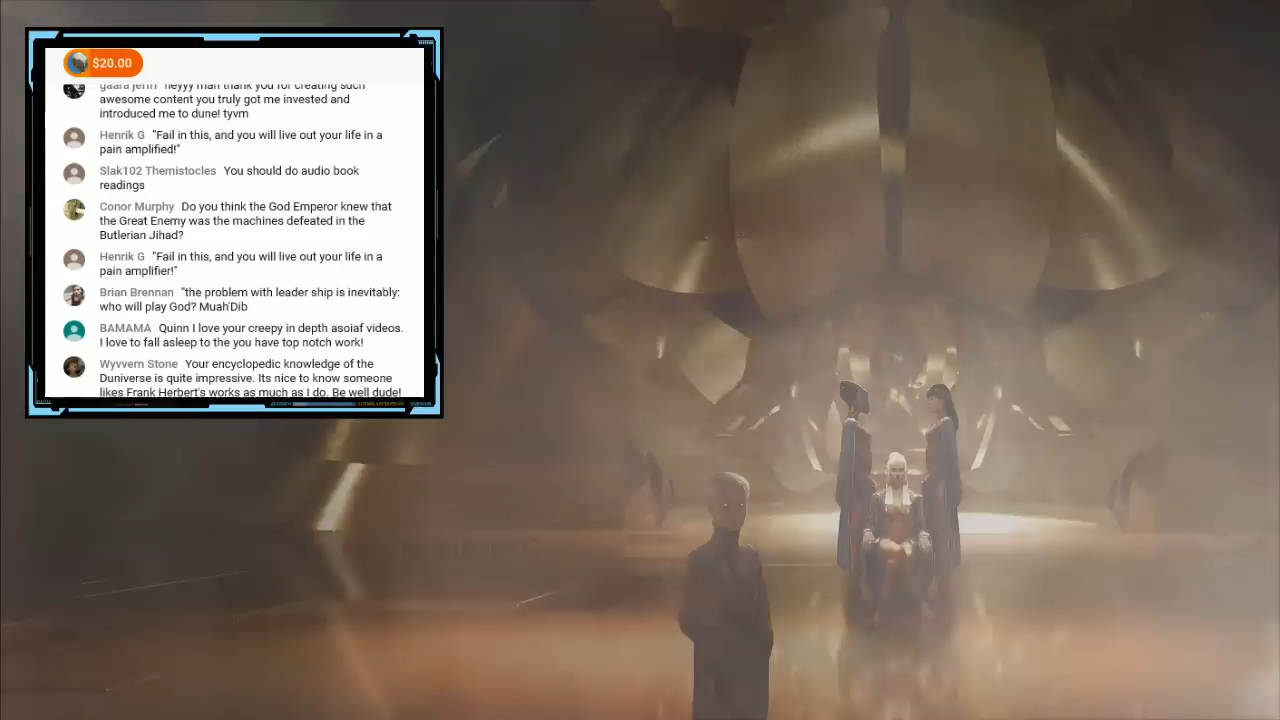 $20.00
gaara jenn heyyy man thank you for creating such
awesome content you truly got me invested and
introduced me to dune! tyvm
Henrik G "Fail in this, and you will live out your life in a
pain amplified!"
Slak102 Themistocles You should do audio book
readings
Conor Murphy Do you think the God Emperor knew that
the Great Enemy was the machines defeated in the
Butlerian Jihad?
Henrik G "Fail in this, and you will live out your life in a
pain amplifier!"
Brian Brennan "the problem with leader ship is inevitably:
who will play God? Muah'Dib
BAMAMA Quinn I love your creepy in depth asoiaf videos.
I love to fall asleep to the you have top notch work!
Wyvvern Stone Your encyclopedic knowledge of the
Duniverse is quite impressive. Its nice to know someone
likes Frank Herbert's works as much as I do. Be well dude!